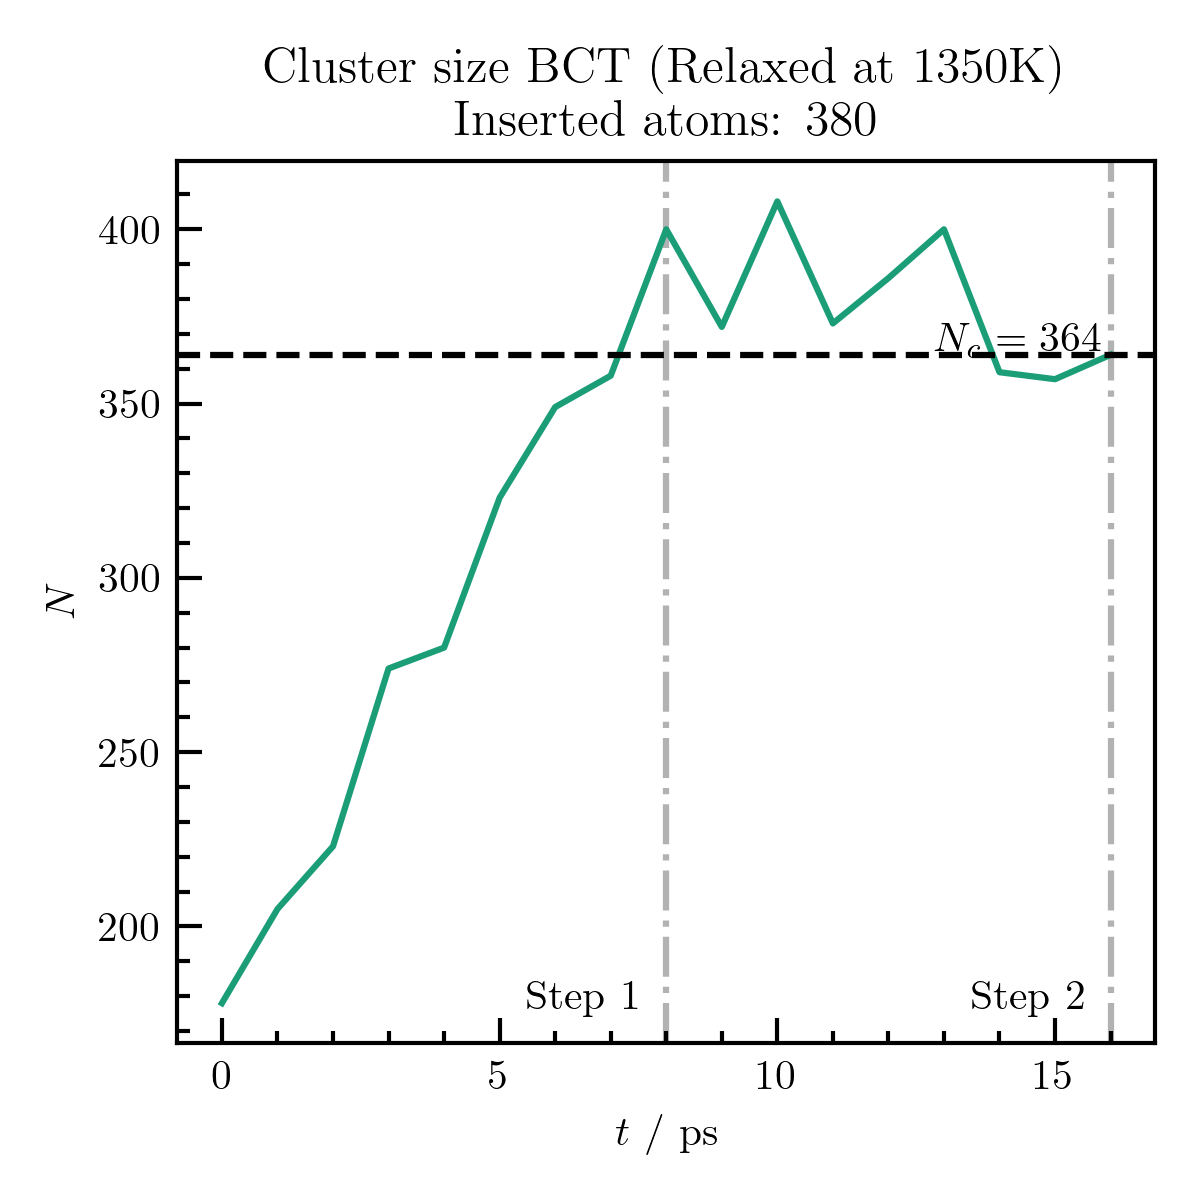 Cluster size BCT (Relaxed at 1350K)
Inserted atoms: 380
400
350
300
250
200
N
N_c = 364
Step 1
Step 2
0
5
10
15
t / ps